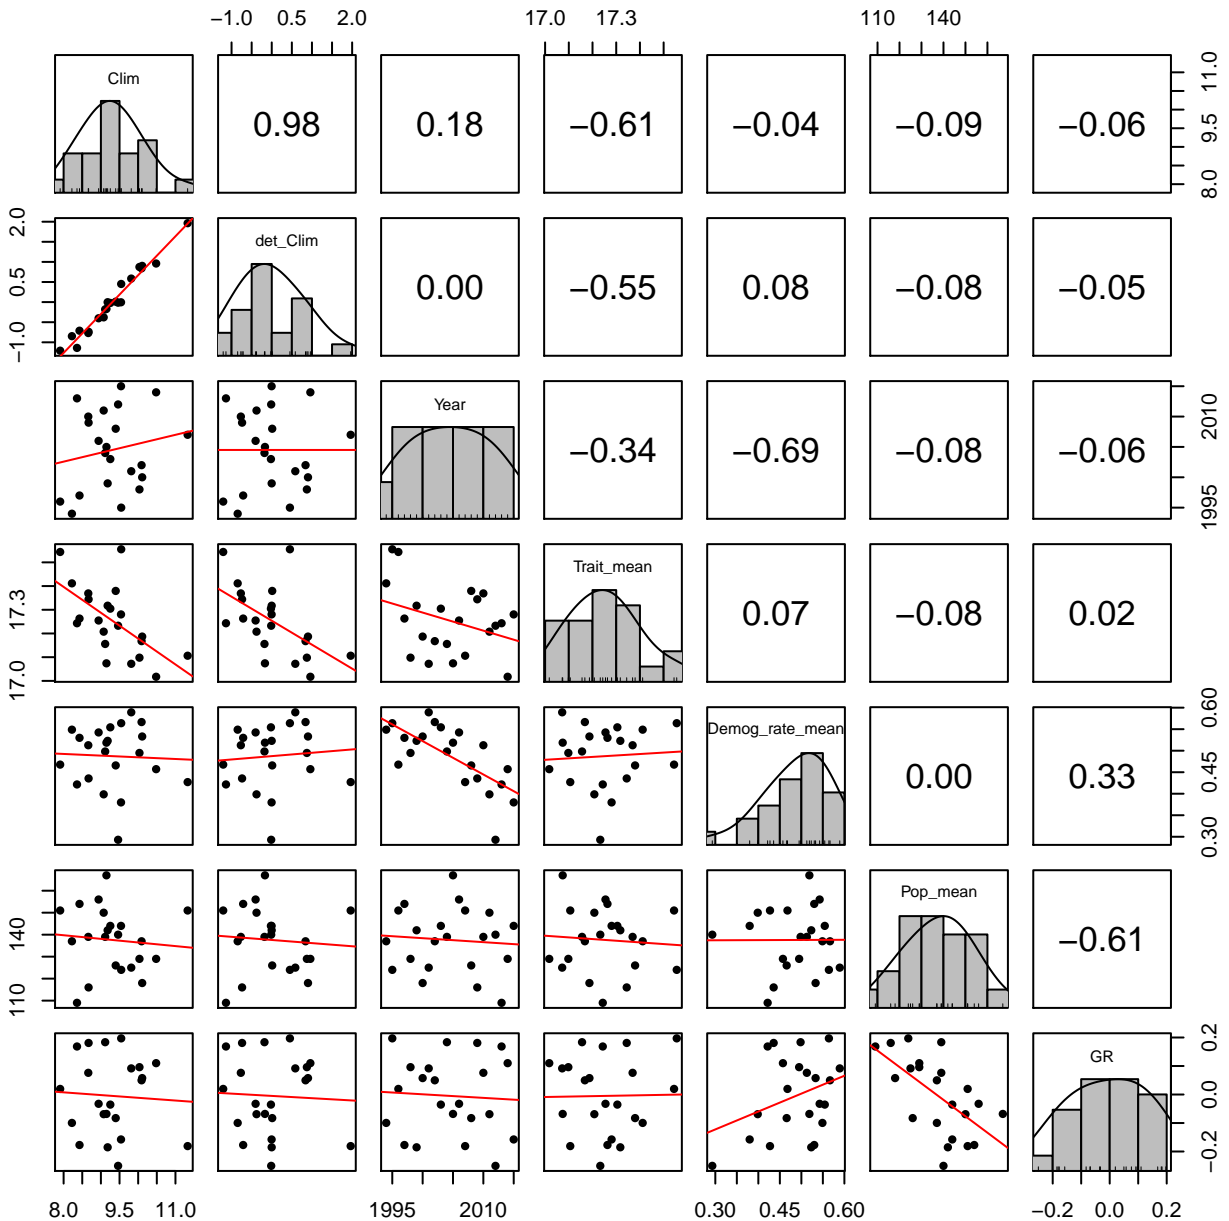 −1.0 0.5 2.0 17.0 17.3 110 140
Clim 0.98 0.18 −0.61 −0.04 −0.09 −0.06 8.0 9.5 11.0
−1.0 0.5 2.0 det_Clim 0.00 −0.55 0.08 −0.08 −0.05
Year −0.34 −0.69 −0.08 −0.06 1995 2010
17.0 17.3 Trait_mean 0.07 −0.08 0.02
Demog_rate_mean 0.00 0.33 0.30 0.45 0.60
110 140 Pop_mean −0.61
GR −0.2 0.0 0.2
8.0 9.5 11.0 1995 2010 0.30 0.45 0.60 −0.2 0.0 0.2